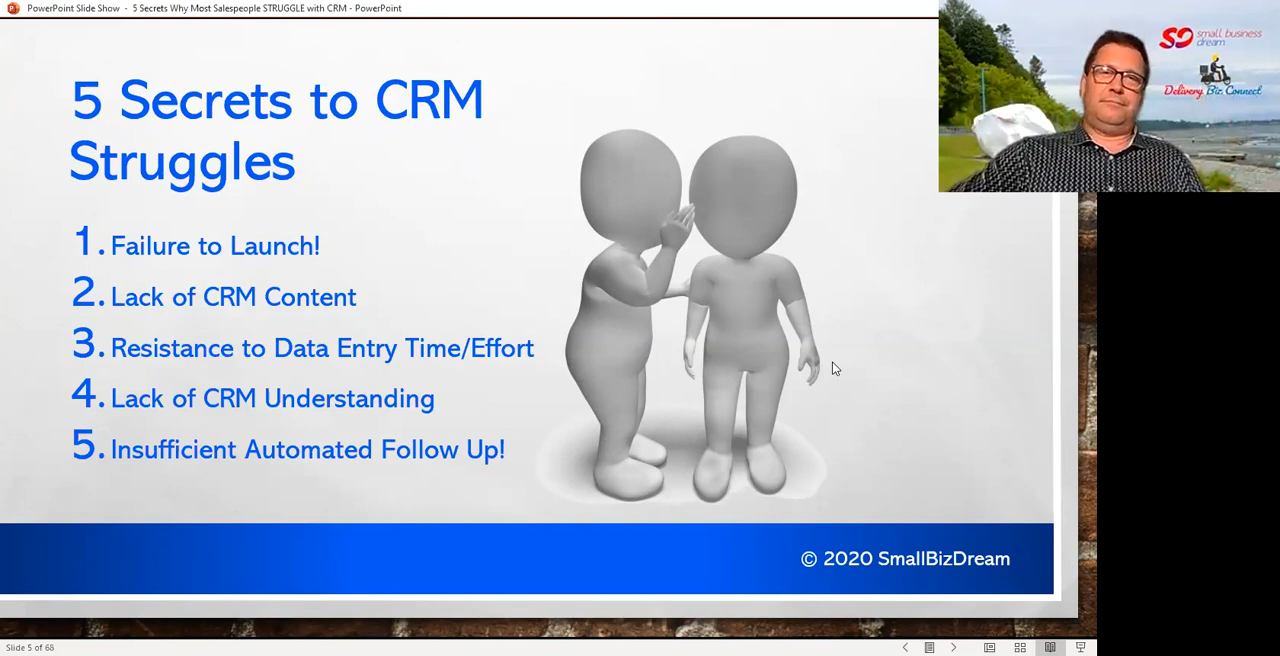 PowerPoint Slide Show - 5 Secrets Why Most Salespeople STRUGGLE with CRM - PowerPoint
small business
dream
Delivery Biz Connect
5 Secrets to CRM
Struggles
1. Failure to Launch!
2. Lack of CRM Content
3. Resistance to Data Entry Time/Effort
4. Lack of CRM Understanding
5. Insufficient Automated Follow Up!
© 2020 SmallBizDream
Slide 5 of 68